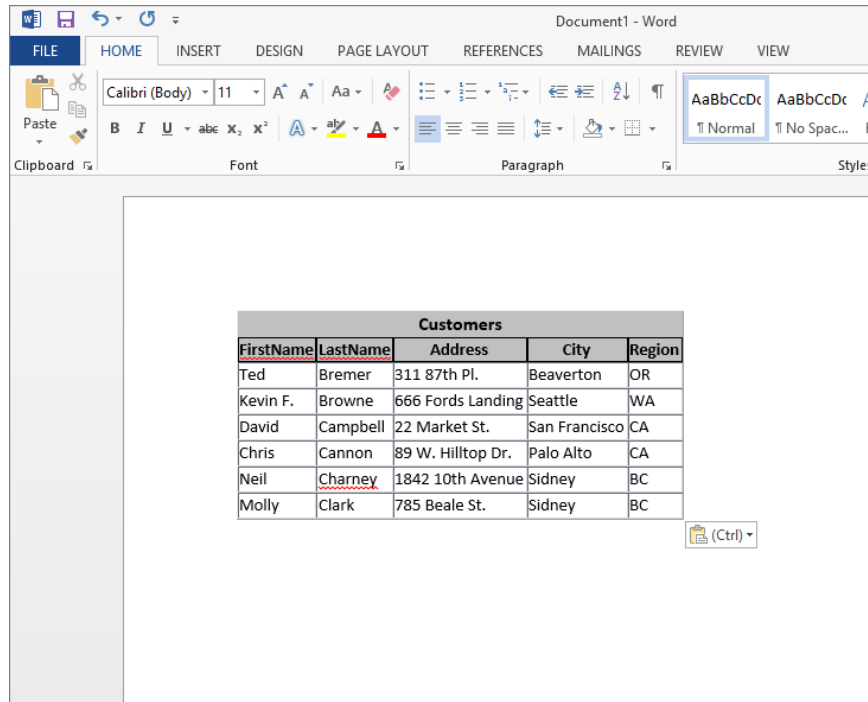 Document1 - Word
FILE HOME INSERT DESIGN PAGE LAYOUT REFERENCES MAILINGS REVIEW VIEW
Calibri (Body) 11 Aa AaBbCcDc AaBbCcDc
Paste B I U abc X₂ X² A ab A ¶ Normal ¶ No Spac...
Clipboard Font Paragraph Style
Customers
FirstName LastName Address City Region
Ted Bremer 311 87th Pl. Beaverton OR
Kevin F. Browne 666 Fords Landing Seattle WA
David Campbell 22 Market St. San Francisco CA
Chris Cannon 89 W. Hilltop Dr. Palo Alto CA
Neil Charney 1842 10th Avenue Sidney BC
Molly Clark 785 Beale St. Sidney BC
(Ctrl)